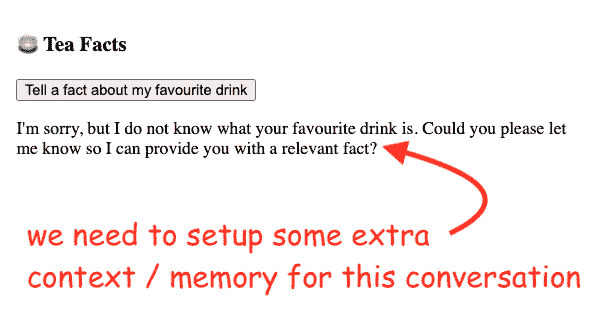 🍵 Tea Facts
Tell a fact about my favourite drink
I'm sorry, but I do not know what your favourite drink is. Could you please let
me know so I can provide you with a relevant fact?
we need to setup some extra
context / memory for this conversation